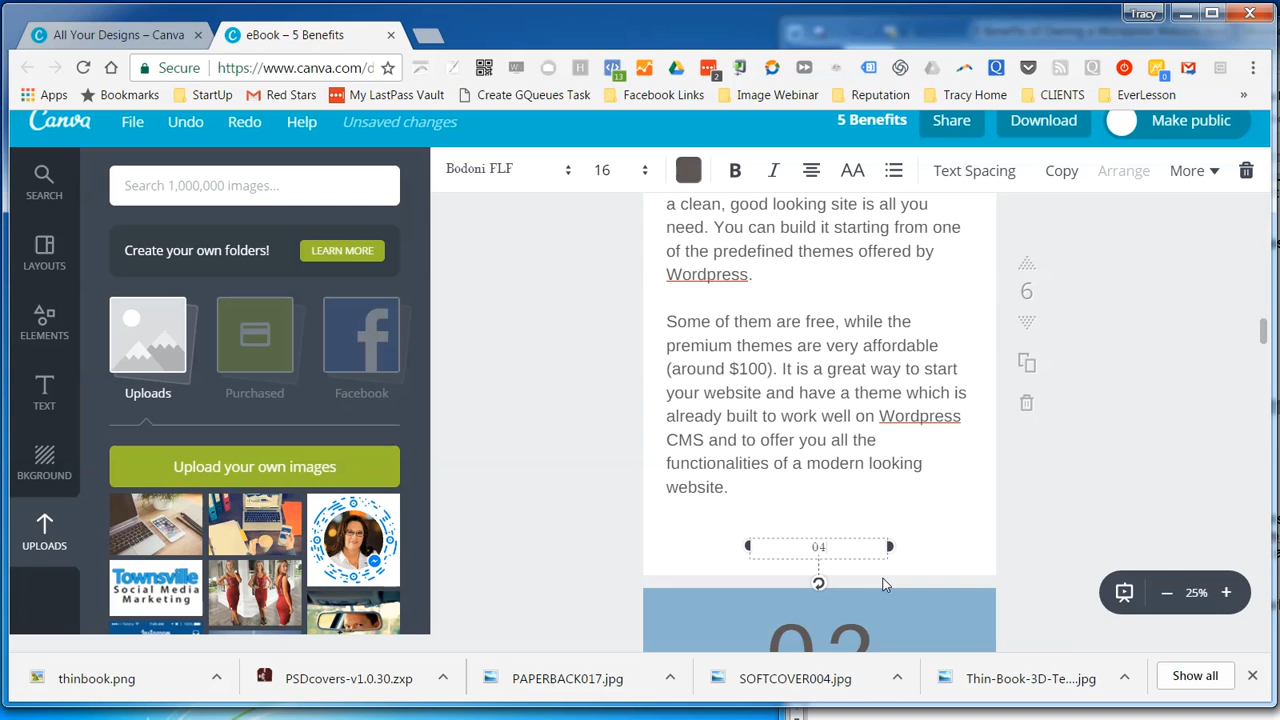 Tracy
All Your Designs – Canva
eBook – 5 Benefits
Secure
https://www.canva.com/d
13
2
0
Apps
Bookmarks
StartUp
Red Stars
My LastPass Vault
Create GQueues Task
Facebook Links
Image Webinar
Reputation
Tracy Home
CLIENTS
EverLesson
»
Canva
File
Undo
Redo
Help
Unsaved changes
5 Benefits
Share
Download
Make public
SEARCH
LAYOUTS
ELEMENTS
TEXT
BKGROUND
UPLOADS
Search 1,000,000 images...
Create your own folders!
LEARN MORE
Uploads
Purchased
Facebook
Upload your own images
Townsville
Social Media
Marketing
Bodoni FLF
16
B
I
AA
Text Spacing
Copy
Arrange
More
a clean, good looking site is all you
need. You can build it starting from one
of the predefined themes offered by
Wordpress.
Some of them are free, while the
premium themes are very affordable
(around $100). It is a great way to start
your website and have a theme which is
already built to work well on Wordpress
CMS and to offer you all the
functionalities of a modern looking
website.
04
02
6
25%
thinbook.png
PSDcovers-v1.0.30.zxp
PAPERBACK017.jpg
SOFTCOVER004.jpg
Thin-Book-3D-Te....jpg
Show all